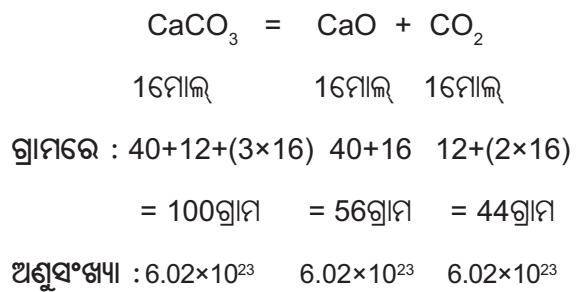 CaCO₃ = CaO + CO₂
1ମୋଲ୍ 1ମୋଲ୍ 1ମୋଲ୍
ଗ୍ରାମରେ : 40+12+(3×16) 40+16 12+(2×16)
= 100ଗ୍ରାମ = 56ଗ୍ରାମ = 44ଗ୍ରାମ
ଅଣୁସଂଖ୍ୟା : 6.02×10²³ 6.02×10²³ 6.02×10²³